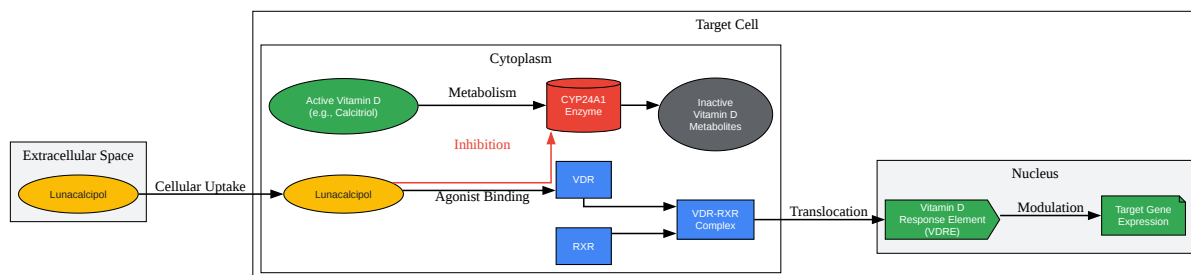 Target Cell
Cytoplasm
Active Vitamin D
(e.g., Calcitriol)
Metabolism
CYP24A1
Enzyme
Inactive
Vitamin D
Metabolites
Inhibition
Extracellular Space
Lunacalcipol
Cellular Uptake
Lunacalcipol
Agonist Binding
VDR
RXR
VDR-RXR
Complex
Translocation
Nucleus
Vitamin D
Response Element
(VDRE)
Modulation
Target Gene
Expression